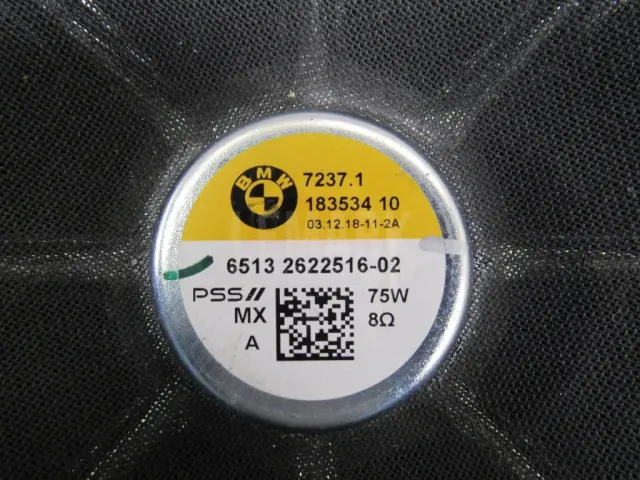 BMW
7237.1
183534 10
03.12.18-11-2A
6513 2622516-02
PSS//
75W
MX
8Ω
A